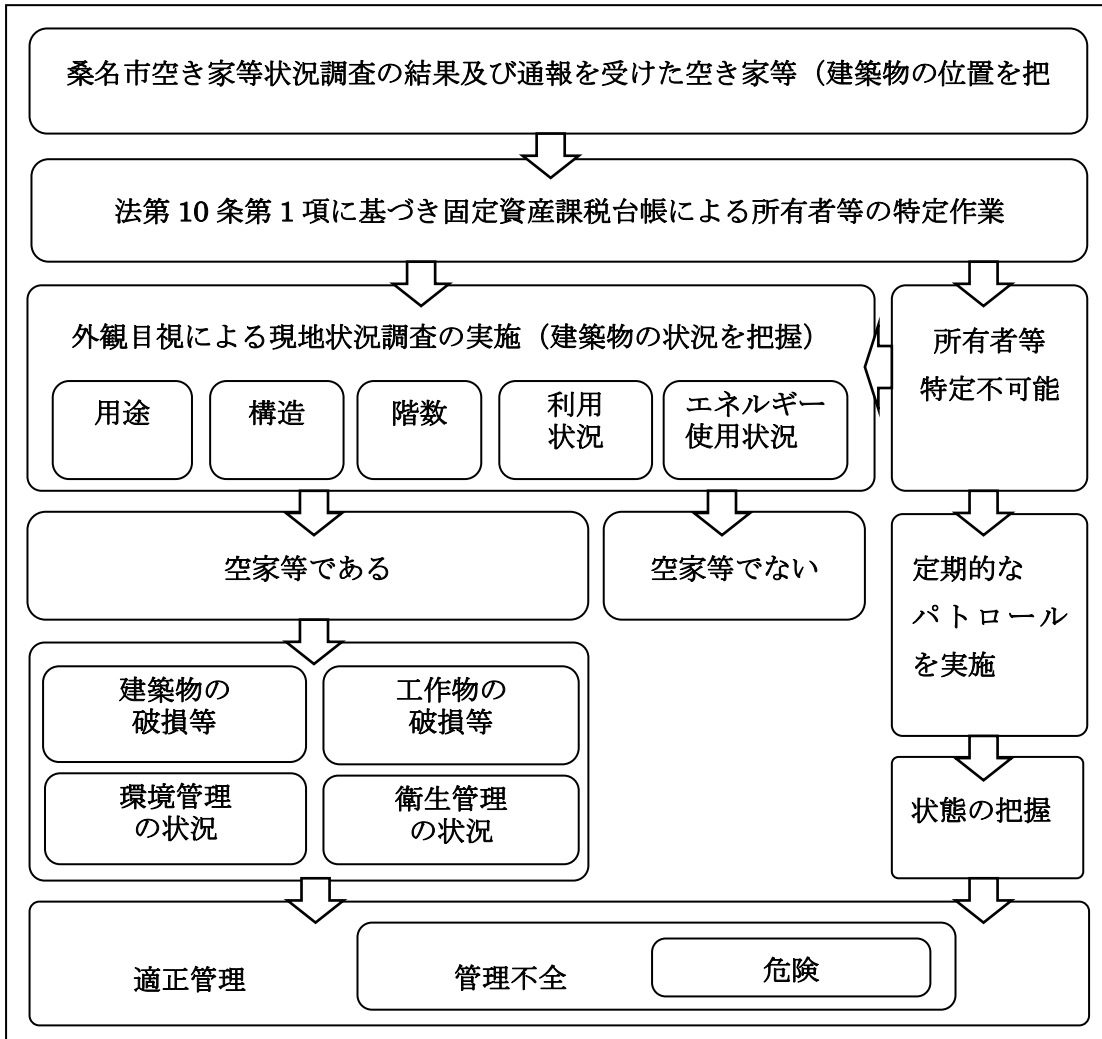 桑名市空き家等状況調査の結果及び通報を受けた空き家等（建築物の位置を把
法第 10 条第 1 項に基づき固定資産課税台帳による所有者等の特定作業
外観目視による現地状況調査の実施（建築物の状況を把握）
用途
構造
階数
利用
状況
エネルギー
使用状況
所有者等
特定不可能
空家等である
空家等でない
定期的な
パトロール
を実施
建築物の
破損等
工作物の
破損等
環境管理
の状況
衛生管理
の状況
状態の把握
適正管理
管理不全
危険